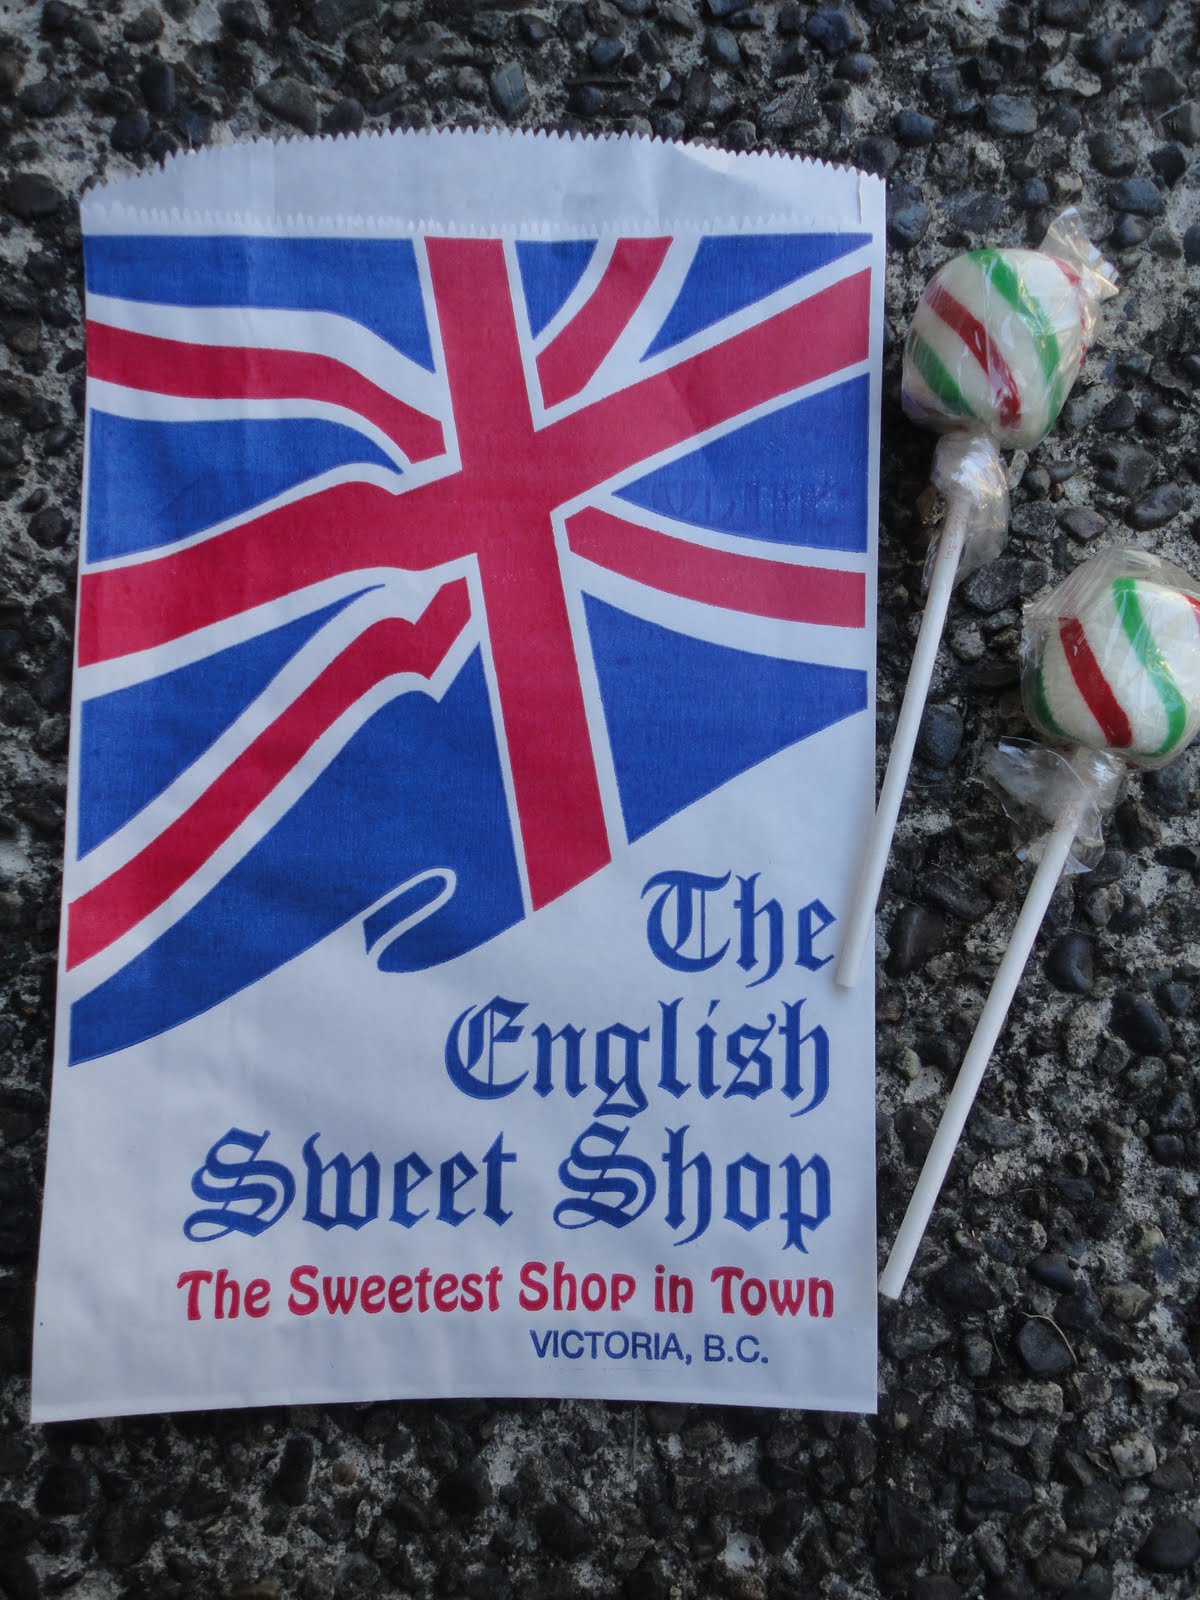 The
English
Sweet Shop
The Sweetest Shop in Town
VICTORIA, B.C.